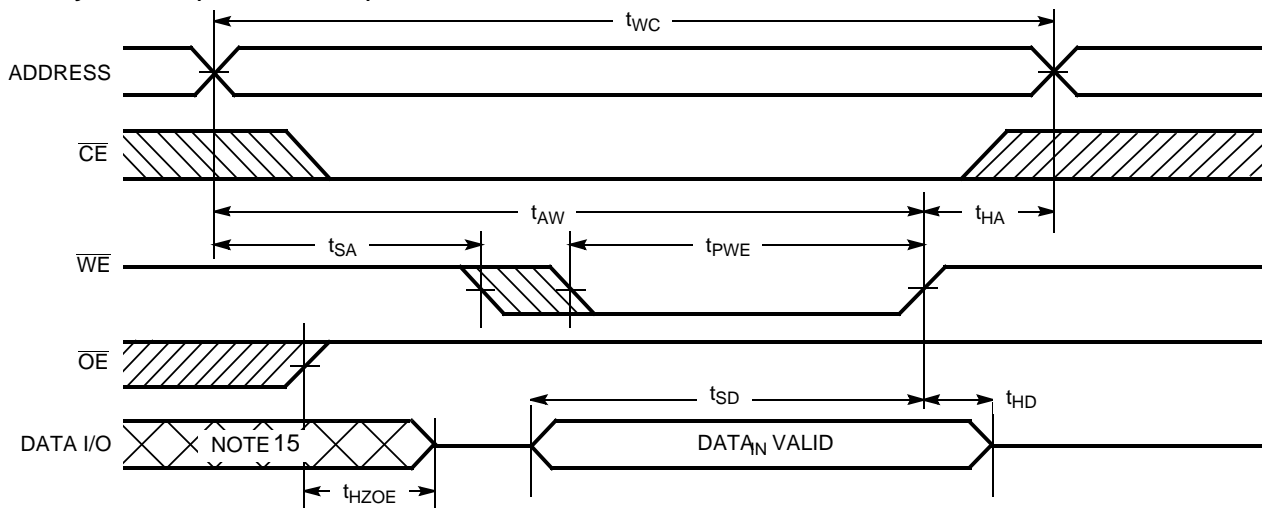 tWC
ADDRESS
CE
tAW
tHA
tSA
tPWE
WE
OE
tSD
tHD
DATA I/O
NOTE 15
DATAIN VALID
tHZOE